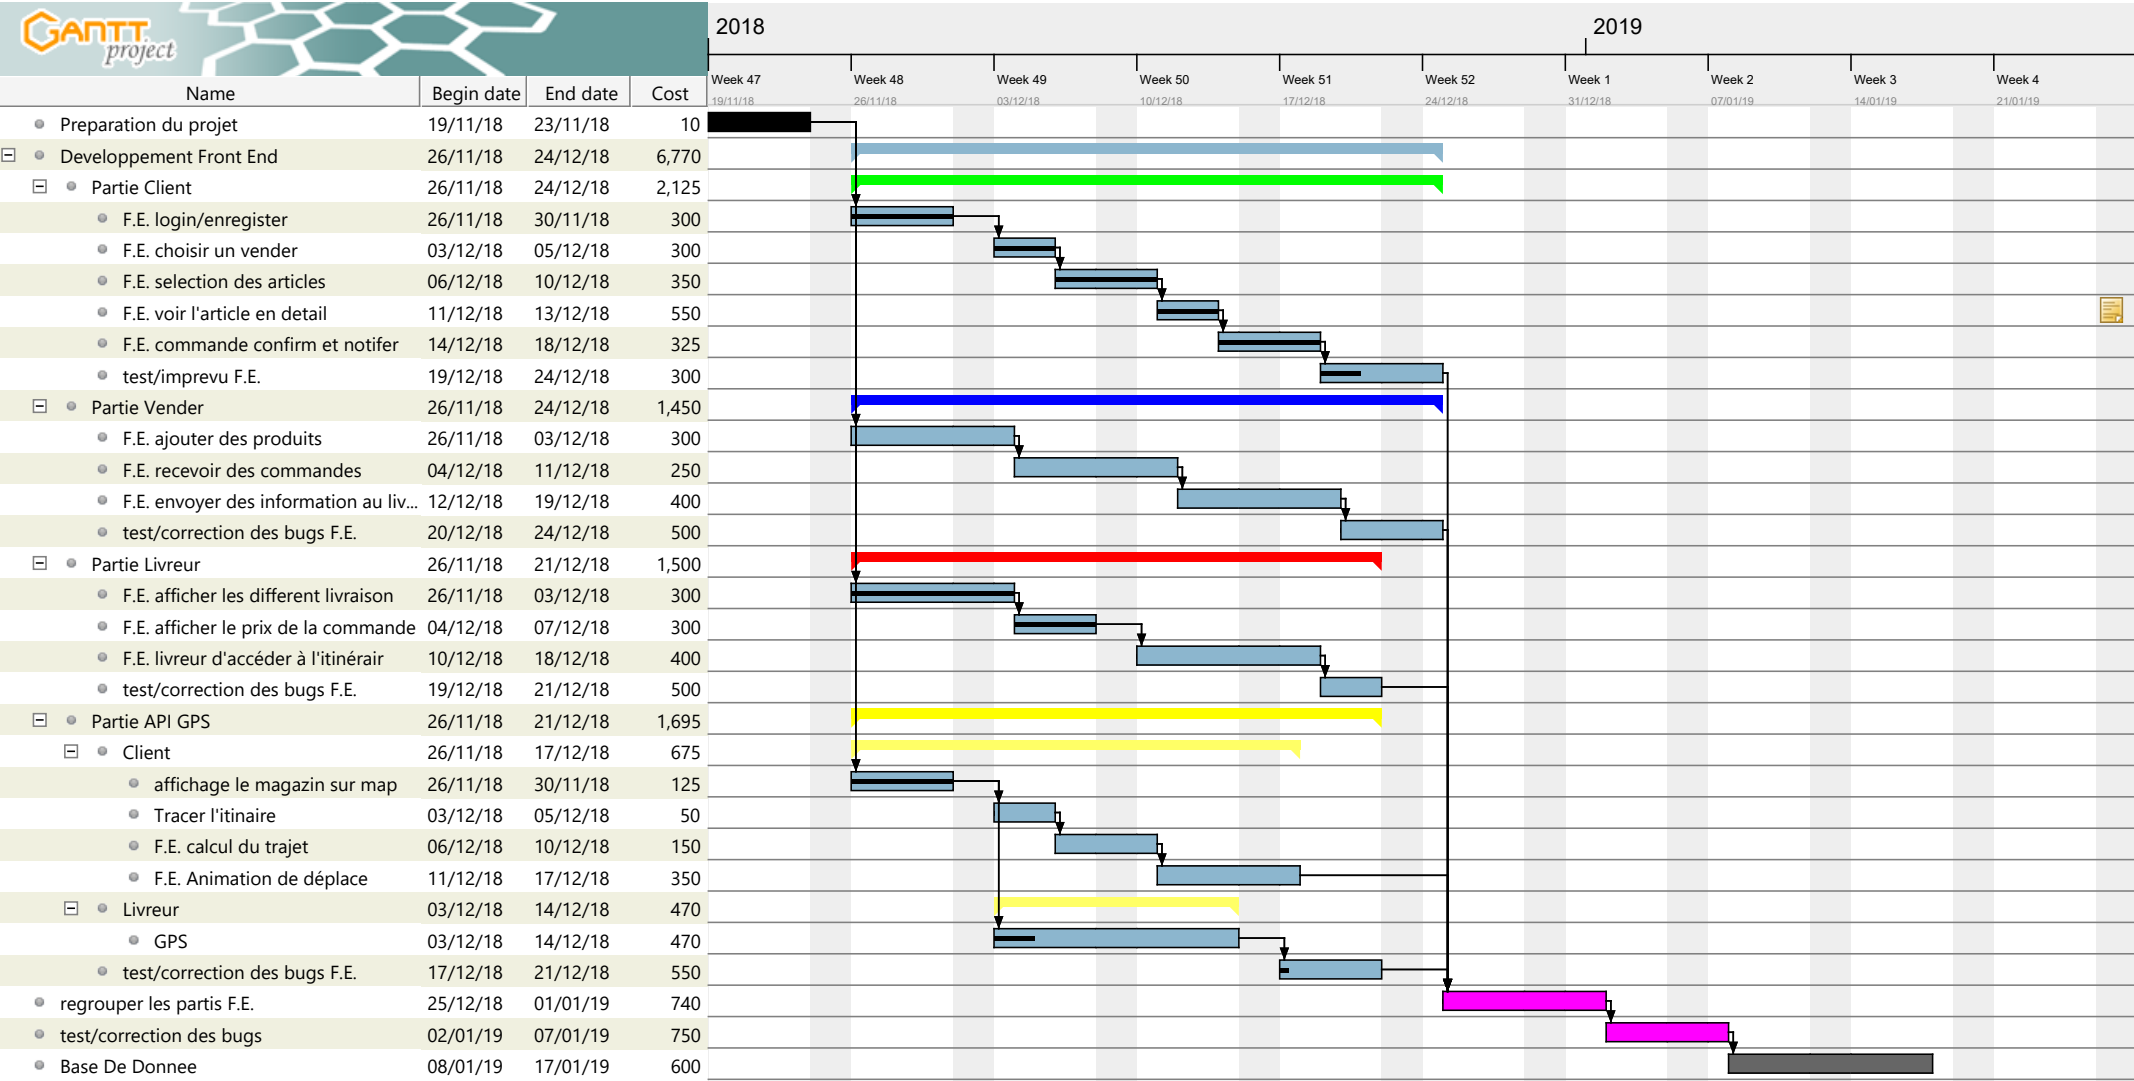 GANTT
project
2018 2019
Week 47 Week 48 Week 49 Week 50 Week 51 Week 52 Week 1 Week 2 Week 3 Week 4
19/11/18 26/11/18 03/12/18 10/12/18 17/12/18 24/12/18 31/12/18 07/01/19 14/01/19 21/01/19
Name Begin date End date Cost
Preparation du projet 19/11/18 23/11/18 10
Developpement Front End 26/11/18 24/12/18 6,770
Partie Client 26/11/18 24/12/18 2,125
F.E. login/enregister 26/11/18 30/11/18 300
F.E. choisir un vender 03/12/18 05/12/18 300
F.E. selection des articles 06/12/18 10/12/18 350
F.E. voir l'article en detail 11/12/18 13/12/18 550
F.E. commande confirm et notifer 14/12/18 18/12/18 325
test/imprevu F.E. 19/12/18 24/12/18 300
Partie Vender 26/11/18 24/12/18 1,450
F.E. ajouter des produits 26/11/18 03/12/18 300
F.E. recevoir des commandes 04/12/18 11/12/18 250
F.E. envoyer des information au liv... 12/12/18 19/12/18 400
test/correction des bugs F.E. 20/12/18 24/12/18 500
Partie Livreur 26/11/18 21/12/18 1,500
F.E. afficher les different livraison 26/11/18 03/12/18 300
F.E. afficher le prix de la commande 04/12/18 07/12/18 300
F.E. livreur d'accéder à l'itinérair 10/12/18 18/12/18 400
test/correction des bugs F.E. 19/12/18 21/12/18 500
Partie API GPS 26/11/18 21/12/18 1,695
Client 26/11/18 17/12/18 675
affichage le magazin sur map 26/11/18 30/11/18 125
Tracer l'itinaire 03/12/18 05/12/18 50
F.E. calcul du trajet 06/12/18 10/12/18 150
F.E. Animation de déplace 11/12/18 17/12/18 350
Livreur 03/12/18 14/12/18 470
GPS 03/12/18 14/12/18 470
test/correction des bugs F.E. 17/12/18 21/12/18 550
regrouper les partis F.E. 25/12/18 01/01/19 740
test/correction des bugs 02/01/19 07/01/19 750
Base De Donnee 08/01/19 17/01/19 600